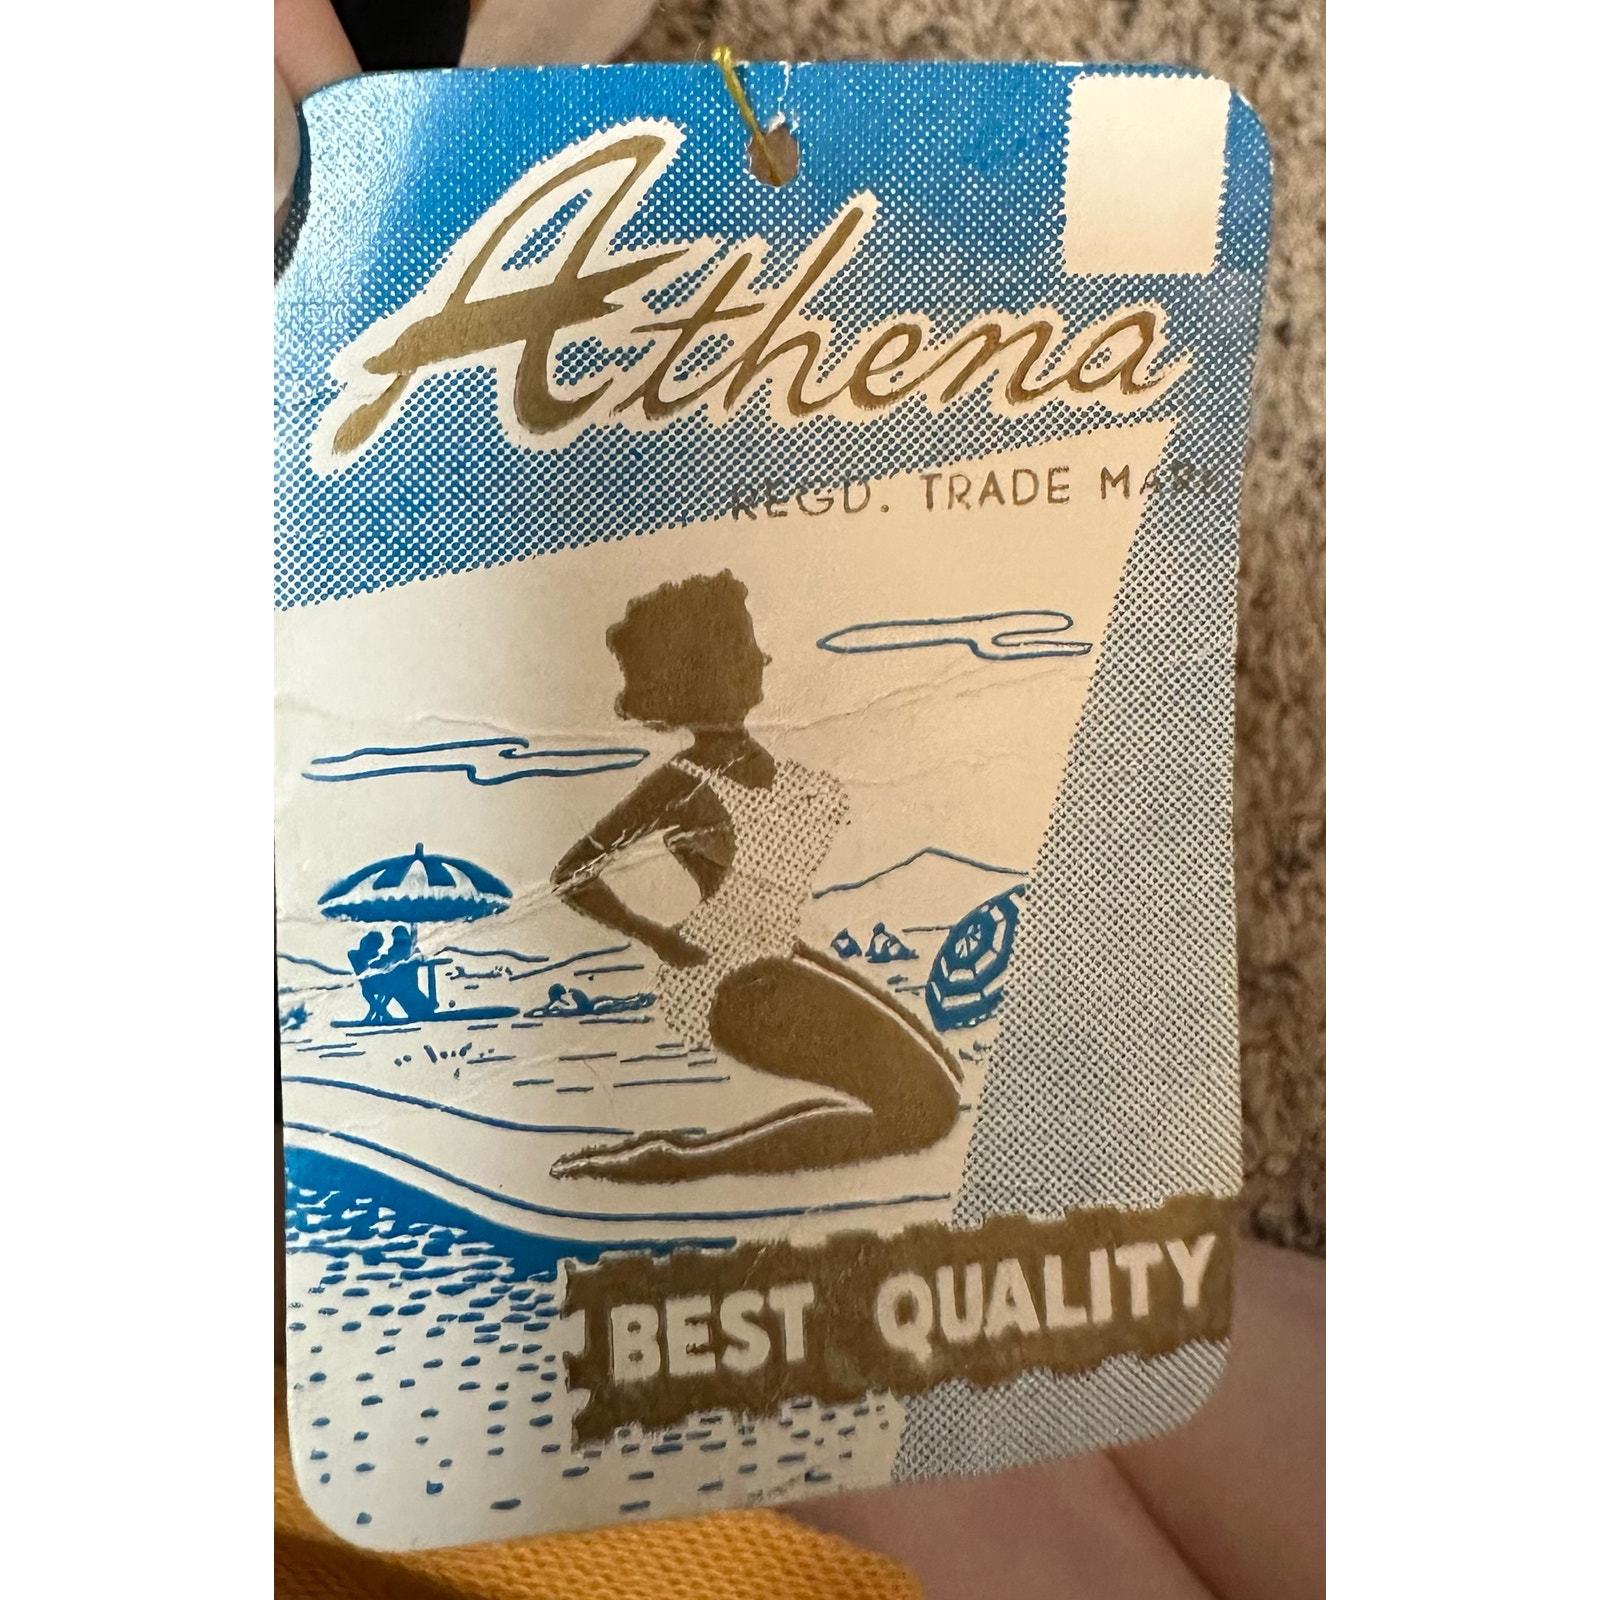 Athena
REGD. TRADE MARK
BEST QUALITY